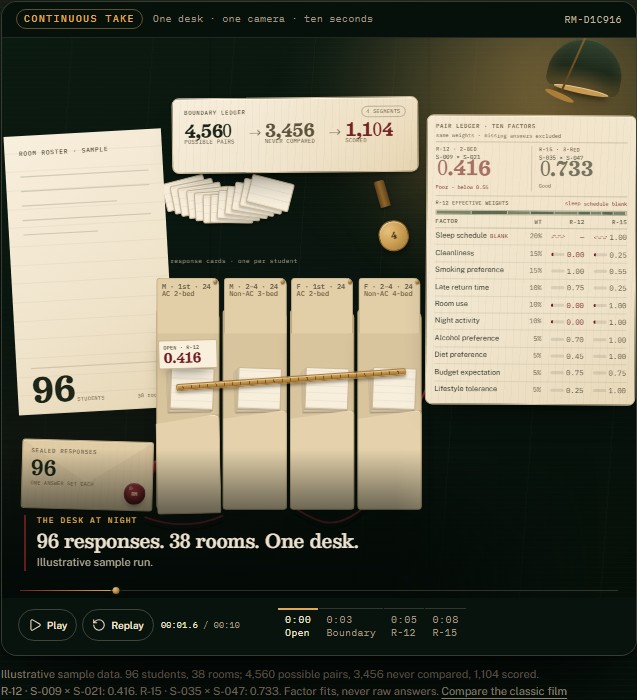 CONTINUOUS TAKE One desk · one camera · ten seconds RM-D1C916
BOUNDARY LEDGER 4 SEGMENTS
4,560 → 3,456 → 1,104
POSSIBLE PAIRS NEVER COMPARED SCORED
ROOM ROSTER · SAMPLE
96 STUDENTS
SEALED RESPONSES
96
ONE ANSWER SET EACH
4
response cards · one per student
M · 1st · 24
AC 2-bed
M · 2-4 · 24
Non-AC 3-bed
F · 1st · 24
AC 2-bed
F · 2-4 · 24
Non-AC 4-bed
OPEN · R-12
0.416
PAIR LEDGER · TEN FACTORS
same weights · missing answers excluded
R-12 · 2-BED
S-009 × S-021
0.416
Poor · below 0.55
R-15 · 3-BED
S-035 × S-047
0.733
Good
R-12 EFFECTIVE WEIGHTS sleep schedule blank
FACTOR WT R-12 R-15
Sleep schedule BLANK 20% — 1.00
Cleanliness 15% 0.00 0.25
Smoking preference 15% 1.00 0.55
Late return time 10% 0.75 0.25
Room use 10% 0.00 1.00
Night activity 10% 0.00 1.00
Alcohol preference 5% 0.70 1.00
Diet preference 5% 0.45 1.00
Budget expectation 5% 0.75 0.75
Lifestyle tolerance 5% 0.25 1.00
THE DESK AT NIGHT
96 responses. 38 rooms. One desk.
Illustrative sample run.
Play Replay 00:01.6 / 00:10
0:00 0:03 0:05 0:08
Open Boundary R-12 R-15
Illustrative sample data. 96 students, 38 rooms; 4,560 possible pairs, 3,456 never compared, 1,104 scored.
R-12 · S-009 × S-021: 0.416. R-15 · S-035 × S-047: 0.733. Factor fits, never raw answers. Compare the classic film